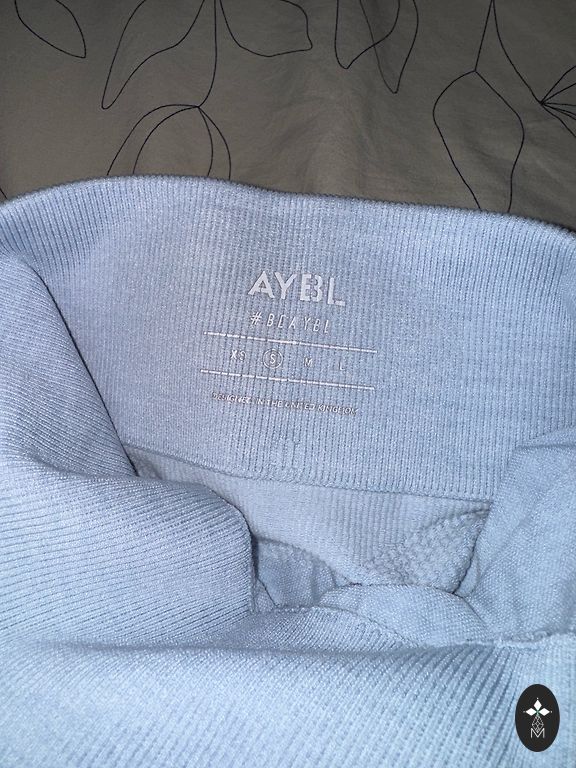 AYBL
#BEAYBL
XS S M L
DESIGNED IN THE UNITED KINGDOM
M